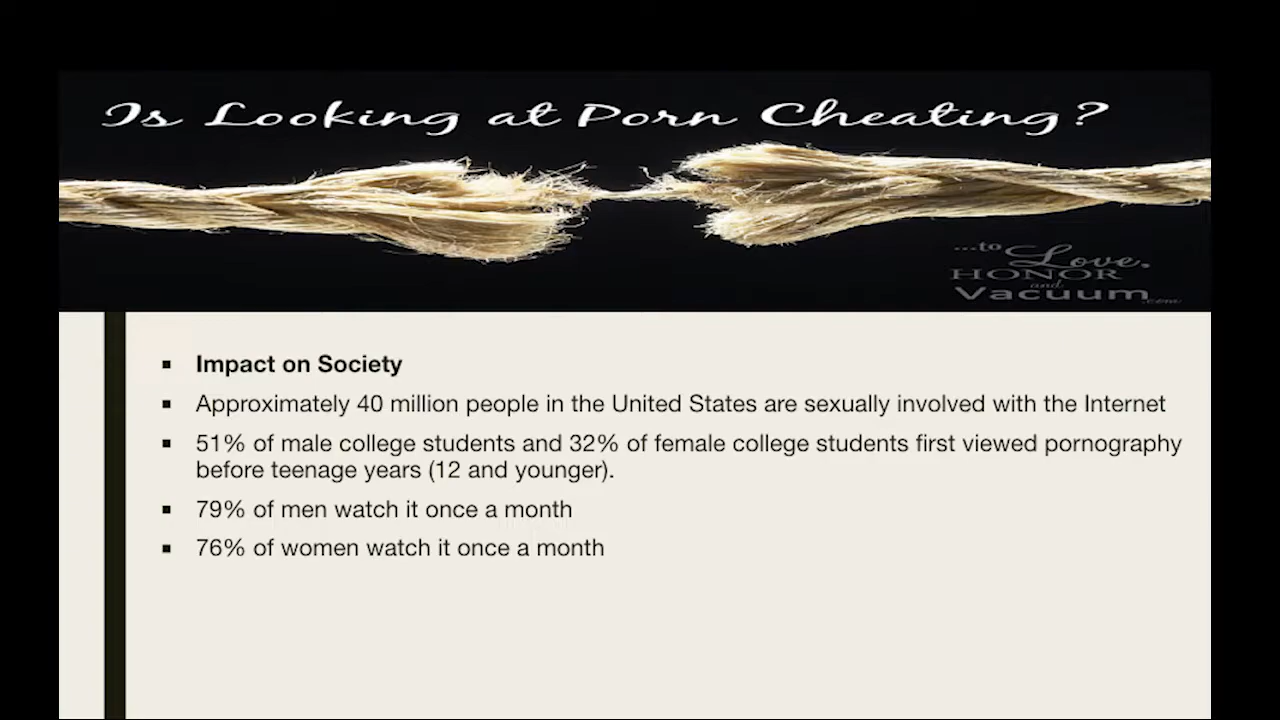 Is Looking at Porn Cheating?
...to Love,
HONOR
and
Vacuum
.com
Impact on Society
Approximately 40 million people in the United States are sexually involved with the Internet
51% of male college students and 32% of female college students first viewed pornography
before teenage years (12 and younger).
79% of men watch it once a month
76% of women watch it once a month